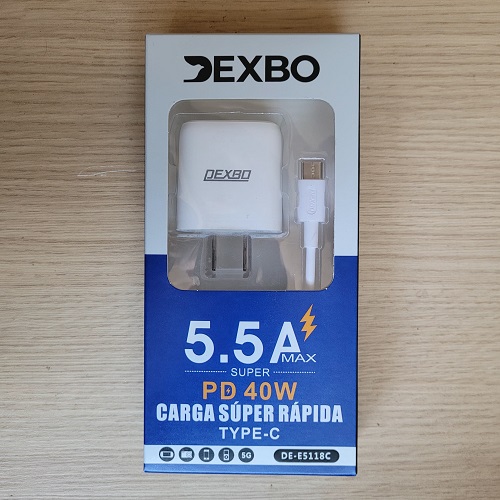 DEXBO
DEXBO
5.5A
MAX
SUPER
PD 40W
CARGA SÚPER RÁPIDA
TYPE-C
5G
DE-E5118C